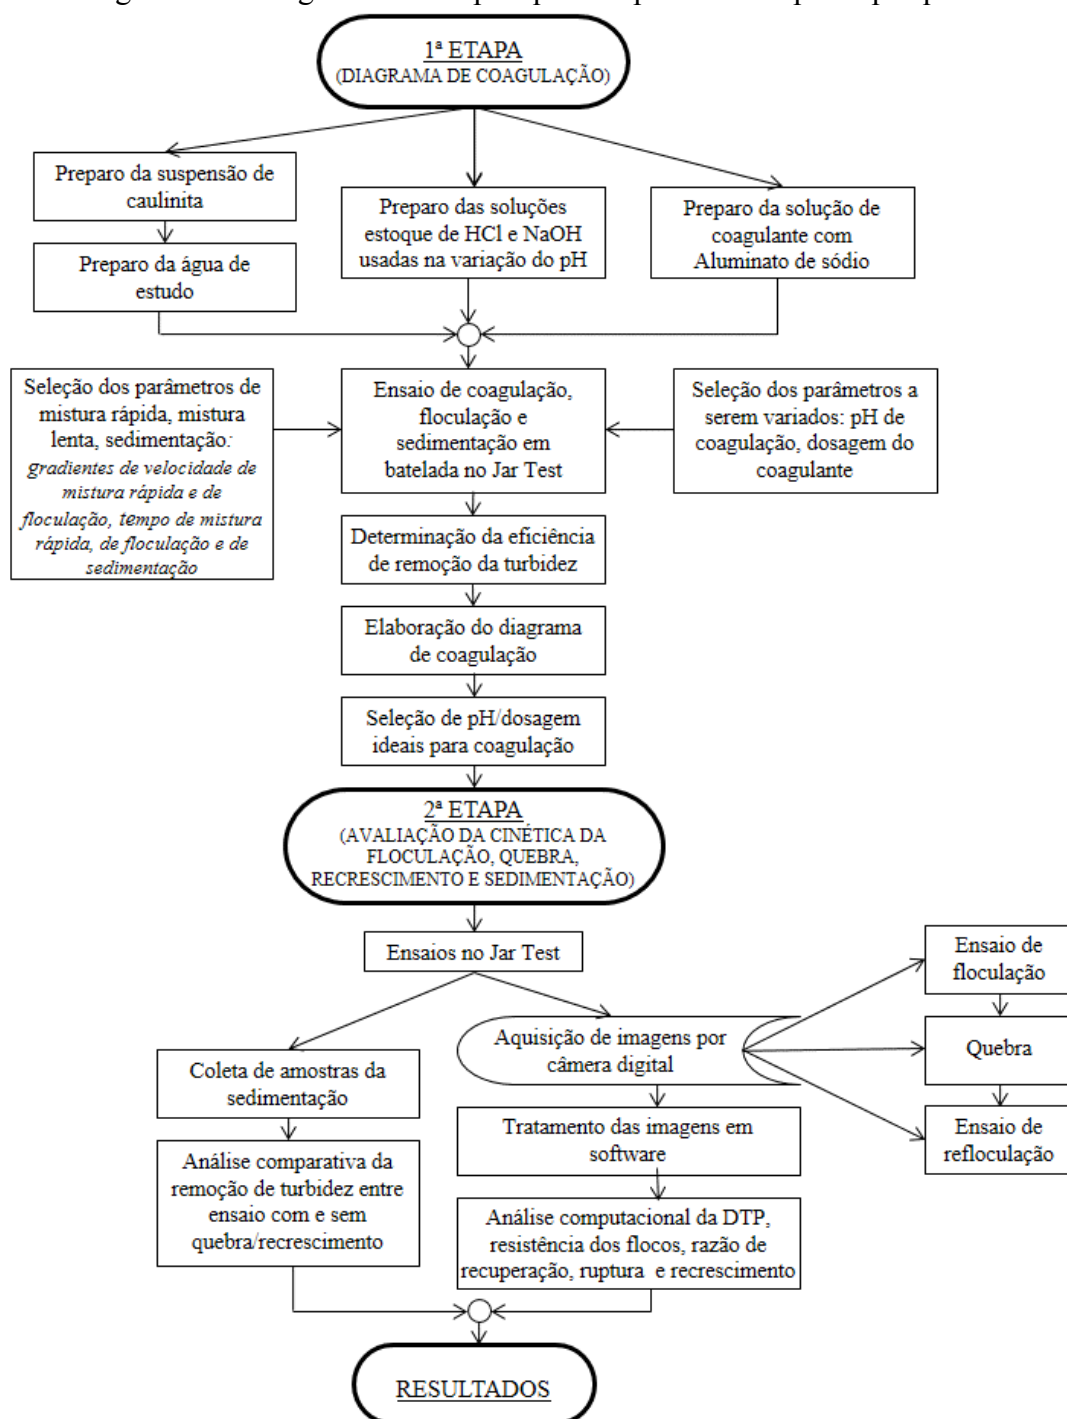 1ª ETAPA
(DIAGRAMA DE COAGULAÇÃO)
Preparo da suspensão de
caulinita
Preparo da água de
estudo
Preparo das soluções
estoque de HCl e NaOH
usadas na variação do pH
Preparo da solução de
coagulante com
Aluminato de sódio
Seleção dos parâmetros de
mistura rápida, mistura
lenta, sedimentação:
gradientes de velocidade de
mistura rápida e de
floculação, tempo de mistura
rápida, de floculação e de
sedimentação
Ensaio de coagulação,
floculação e
sedimentação em
batelada no Jar Test
Seleção dos parâmetros a
serem variados: pH de
coagulação, dosagem do
coagulante
Determinação da eficiência
de remoção da turbidez
Elaboração do diagrama
de coagulação
Seleção de pH/dosagem
ideais para coagulação
2ª ETAPA
(AVALIAÇÃO DA CINÉTICA DA
FLOCULAÇÃO, QUEBRA,
RECRESCIMENTO E SEDIMENTAÇÃO)
Ensaios no Jar Test
Coleta de amostras da
sedimentação
Análise comparativa da
remoção de turbidez entre
ensaio com e sem
quebra/recrescimento
Aquisição de imagens por
câmera digital
Tratamento das imagens em
software
Análise computacional da DTP,
resistência dos flocos, razão de
recuperação, ruptura e recrescimento
Ensaio de
floculação
Quebra
Ensaio de
refloculação
RESULTADOS